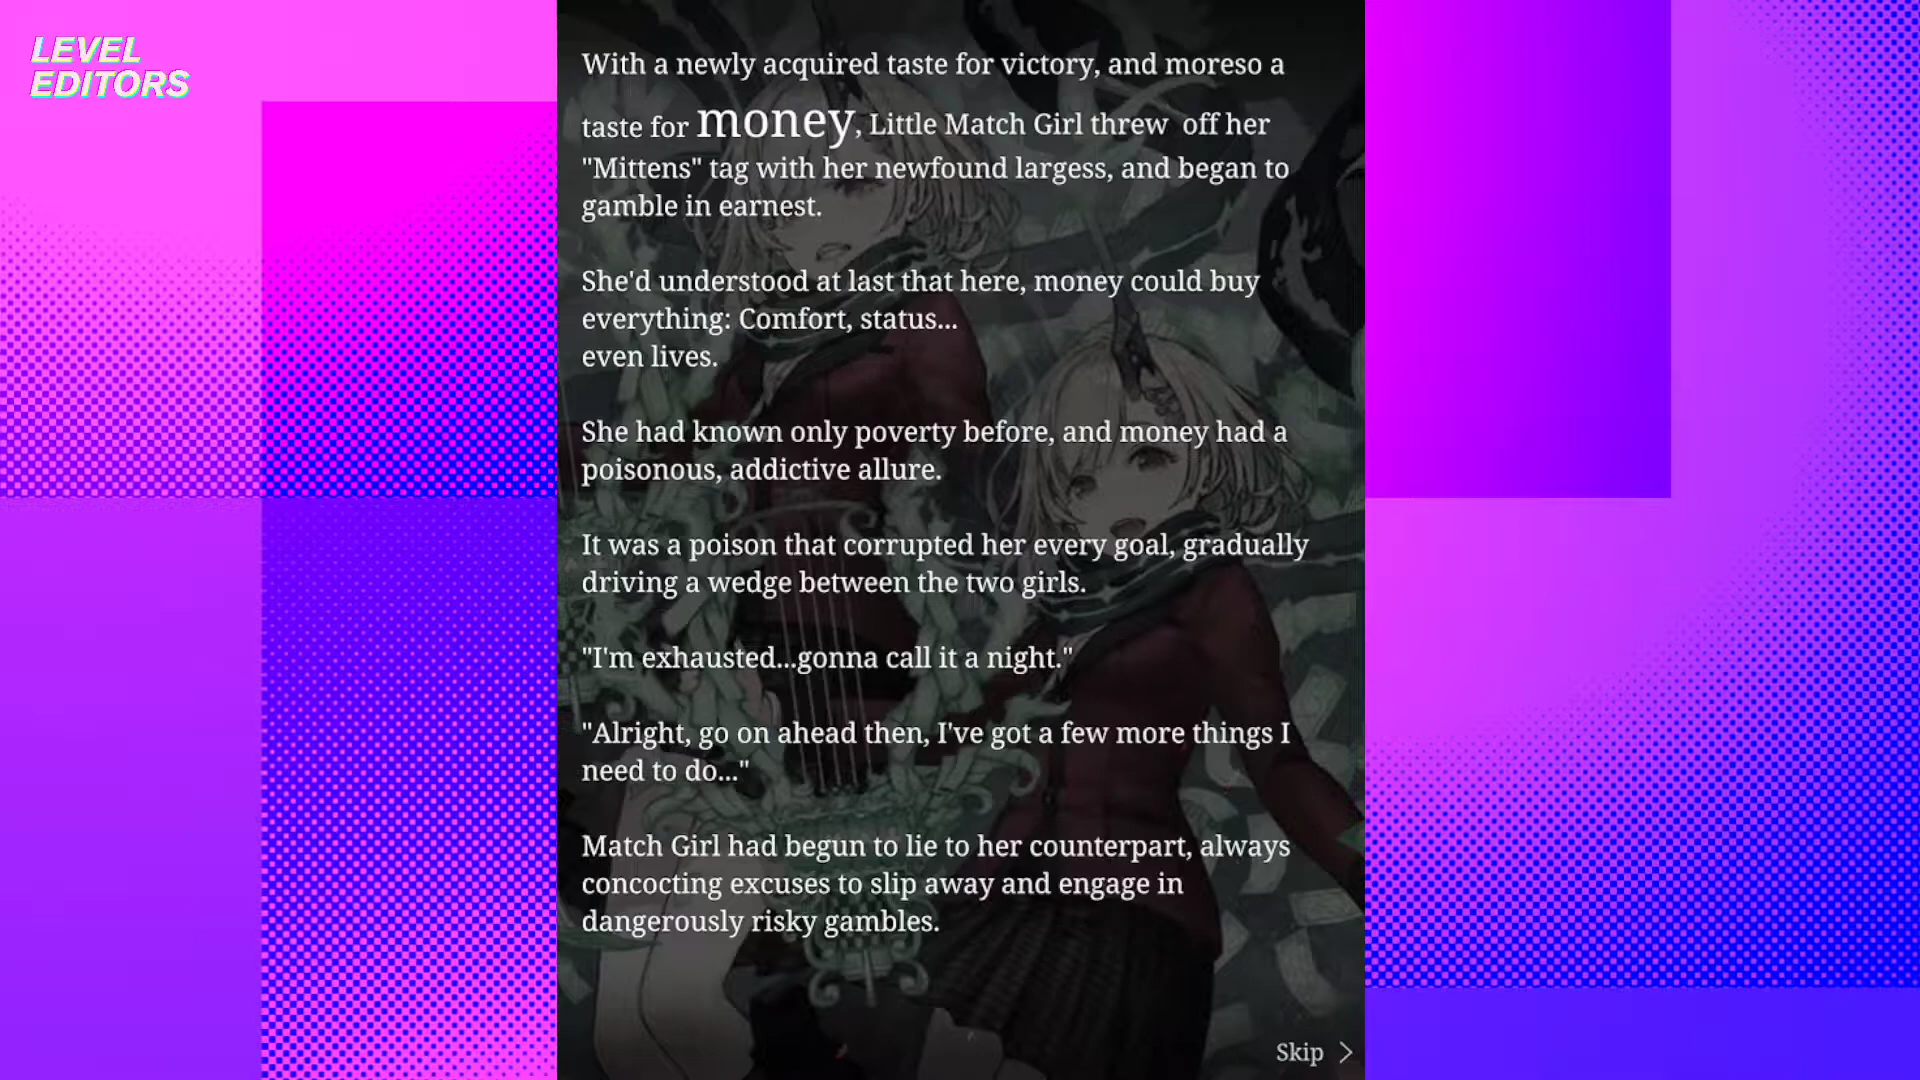 LEVEL
EDITORS
With a newly acquired taste for victory, and moreso a
taste for money, Little Match Girl threw off her
"Mittens" tag with her newfound largess, and began to
gamble in earnest.
She'd understood at last that here, money could buy
everything: Comfort, status...
even lives.
She had known only poverty before, and money had a
poisonous, addictive allure.
It was a poison that corrupted her every goal, gradually
driving a wedge between the two girls.
"I'm exhausted...gonna call it a night."
"Alright, go on ahead then, I've got a few more things I
need to do..."
Match Girl had begun to lie to her counterpart, always
concocting excuses to slip away and engage in
dangerously risky gambles.
Skip >